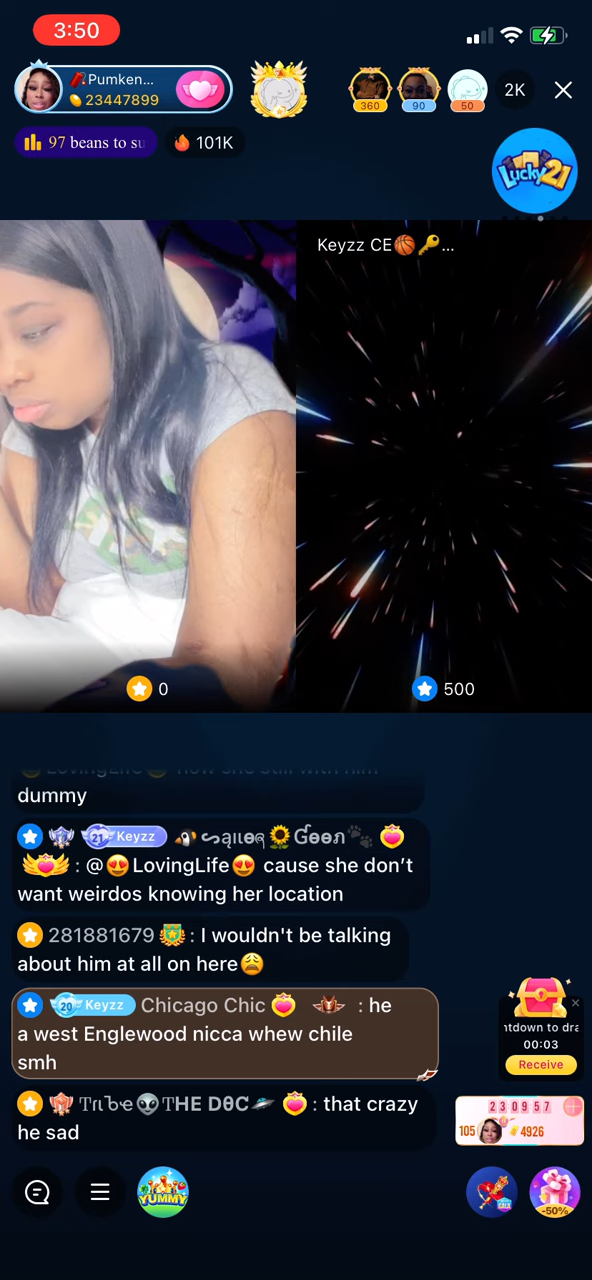 3:50
Pumken...
23447899
360
90
50
2K
97 beans to su
101K
Lucky21
Keyzz CE🏀🔑...
0
500
dummy
21 Keyzz
: @😍LovingLife😍 cause she don't
want weirdos knowing her location
281881679 : I wouldn't be talking
about him at all on here😩
20 Keyzz Chicago Chic : he
a west Englewood nicca whew chile
smh
THE DθC : that crazy
he sad
ntdown to dra
00:03
Receive
230957
105 4926
YUMMY
-50%